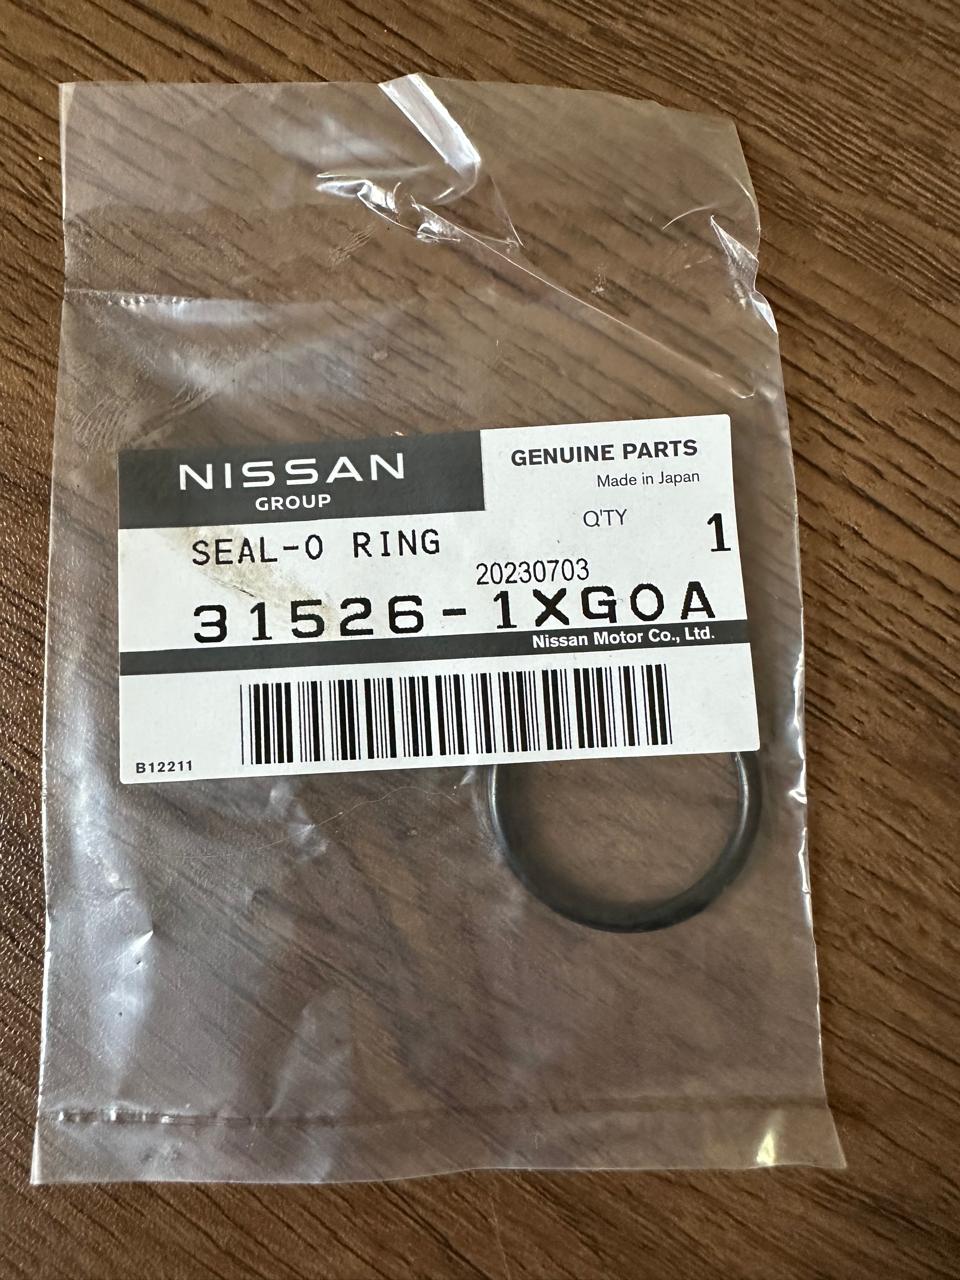 NISSAN
GROUP
GENUINE PARTS
Made in Japan
Q'TY 1
SEAL-O RING
20230703
31526-1XG0A
Nissan Motor Co., Ltd.
B12211